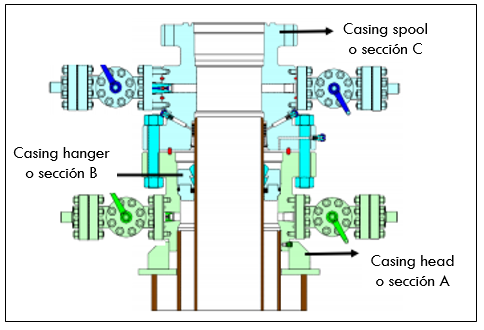 Casing spool
o sección C
Casing hanger
o sección B
Casing head
o sección A